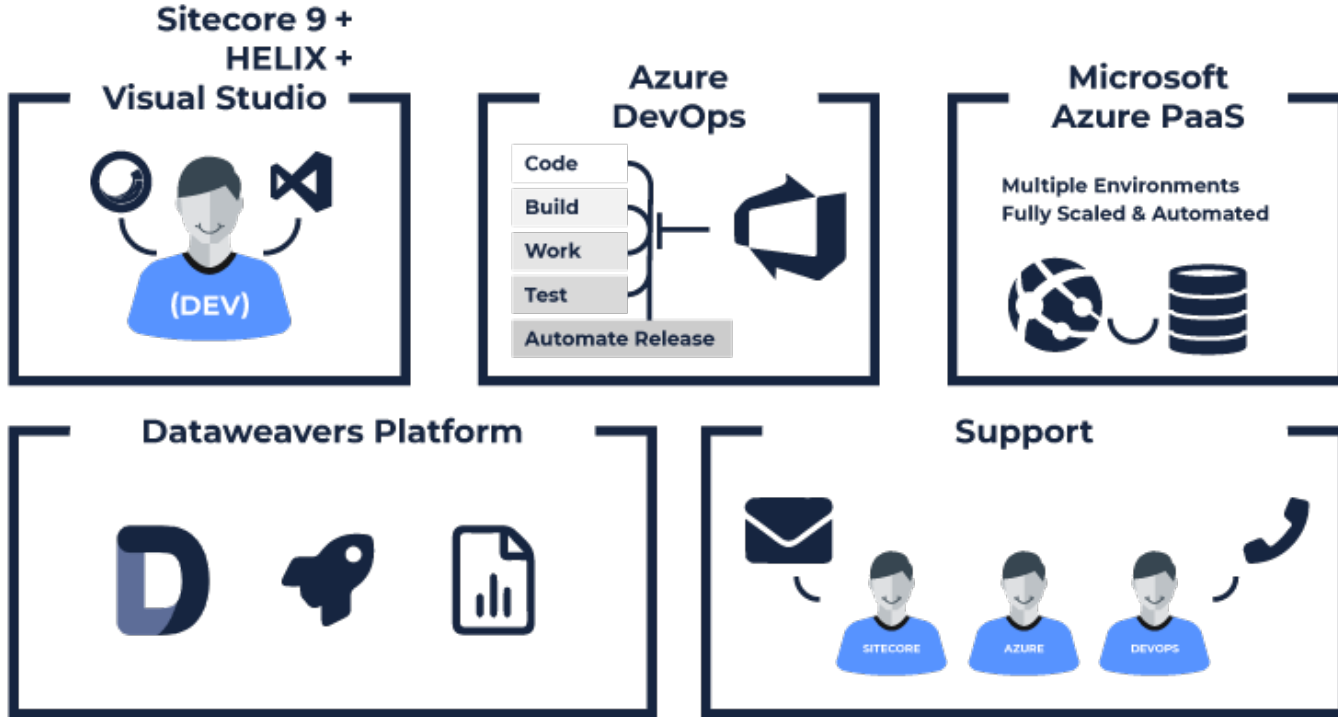 Sitecore 9 +
HELIX +
Visual Studio
(DEV)
Azure
DevOps
Code
Build
Work
Test
Automate Release
Microsoft
Azure PaaS
Multiple Environments
Fully Scaled & Automated
Dataweavers Platform
Support
SITECORE
AZURE
DEVOPS